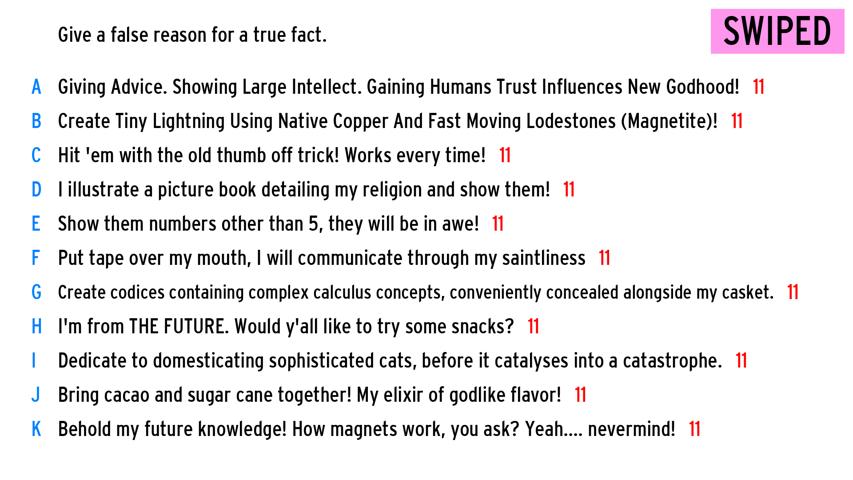 Give a false reason for a true fact.
SWIPED
A Giving Advice. Showing Large Intellect. Gaining Humans Trust Influences New Godhood! 11
B Create Tiny Lightning Using Native Copper And Fast Moving Lodestones (Magnetite)! 11
C Hit 'em with the old thumb off trick! Works every time! 11
D I illustrate a picture book detailing my religion and show them! 11
E Show them numbers other than 5, they will be in awe! 11
F Put tape over my mouth, I will communicate through my saintliness 11
G Create codices containing complex calculus concepts, conveniently concealed alongside my casket. 11
H I'm from THE FUTURE. Would y'all like to try some snacks? 11
I Dedicate to domesticating sophisticated cats, before it catalyses into a catastrophe. 11
J Bring cacao and sugar cane together! My elixir of godlike flavor! 11
K Behold my future knowledge! How magnets work, you ask? Yeah.... nevermind! 11